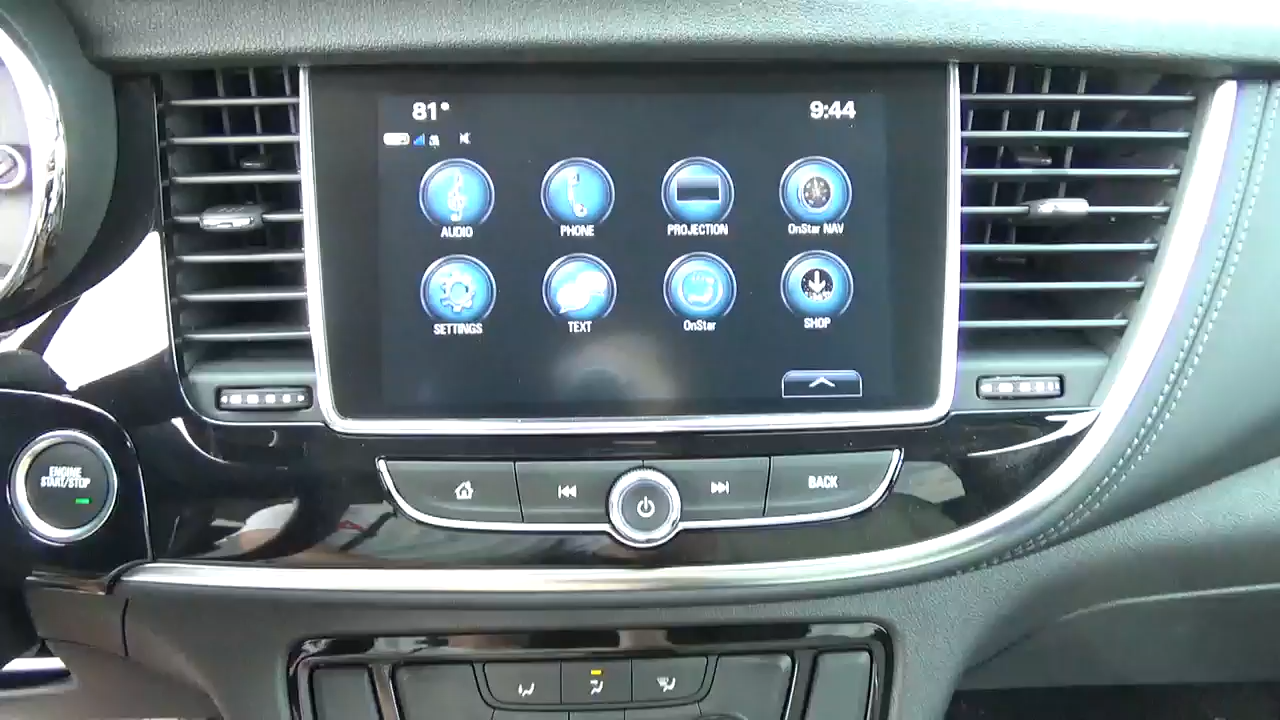 81° 9:44
AUDIO PHONE PROJECTION OnStar NAV
SETTINGS TEXT OnStar SHOP
ENGINE
START/STOP
BACK